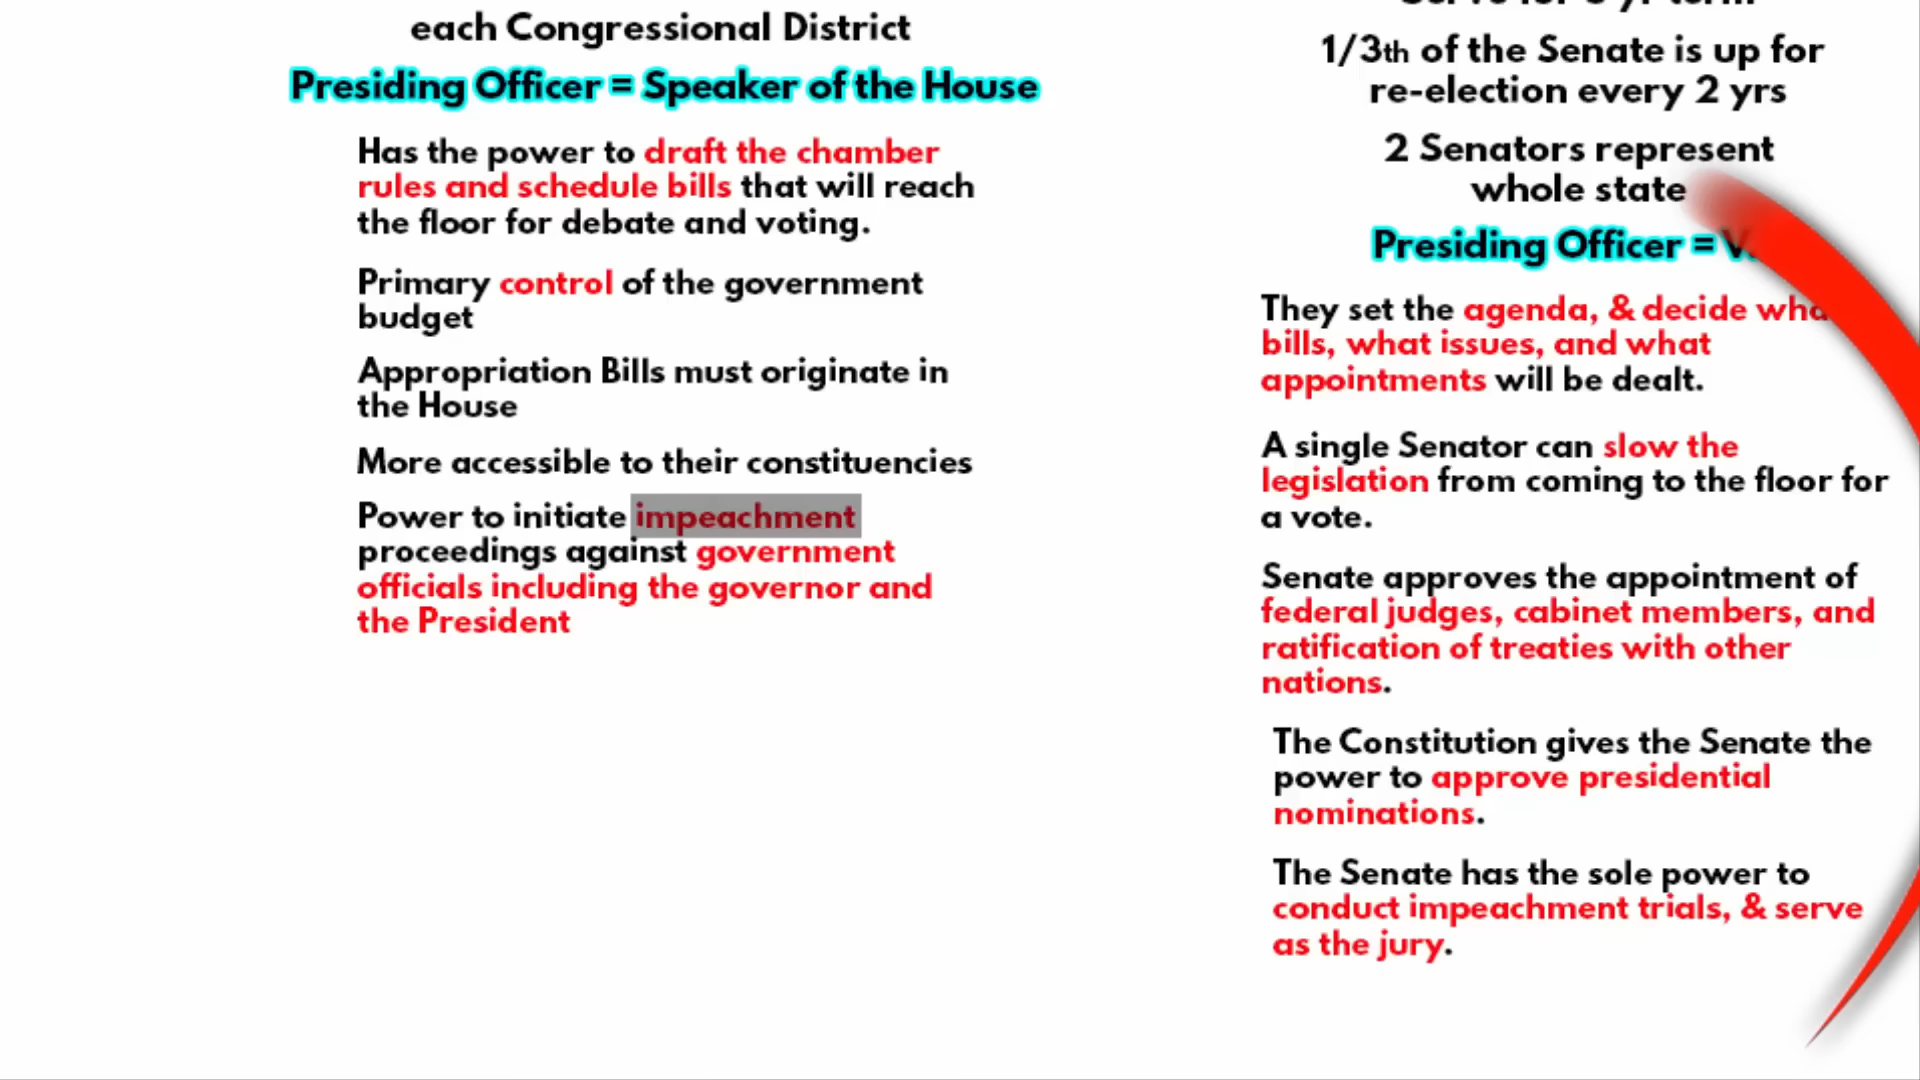 each Congressional District
Presiding Officer = Speaker of the House
Has the power to draft the chamber
rules and schedule bills that will reach
the floor for debate and voting.
Primary control of the government
budget
Appropriation Bills must originate in
the House
More accessible to their constituencies
Power to initiate impeachment
proceedings against government
officials including the governor and
the President
1/3th of the Senate is up for
re-election every 2 yrs
2 Senators represent
whole state
Presiding Officer =
They set the agenda, & decide what
bills, what issues, and what
appointments will be dealt.
A single Senator can slow the
legislation from coming to the floor for
a vote.
Senate approves the appointment of
federal judges, cabinet members, and
ratification of treaties with other
nations.
The Constitution gives the Senate the
power to approve presidential
nominations.
The Senate has the sole power to
conduct impeachment trials, & serve
as the jury.